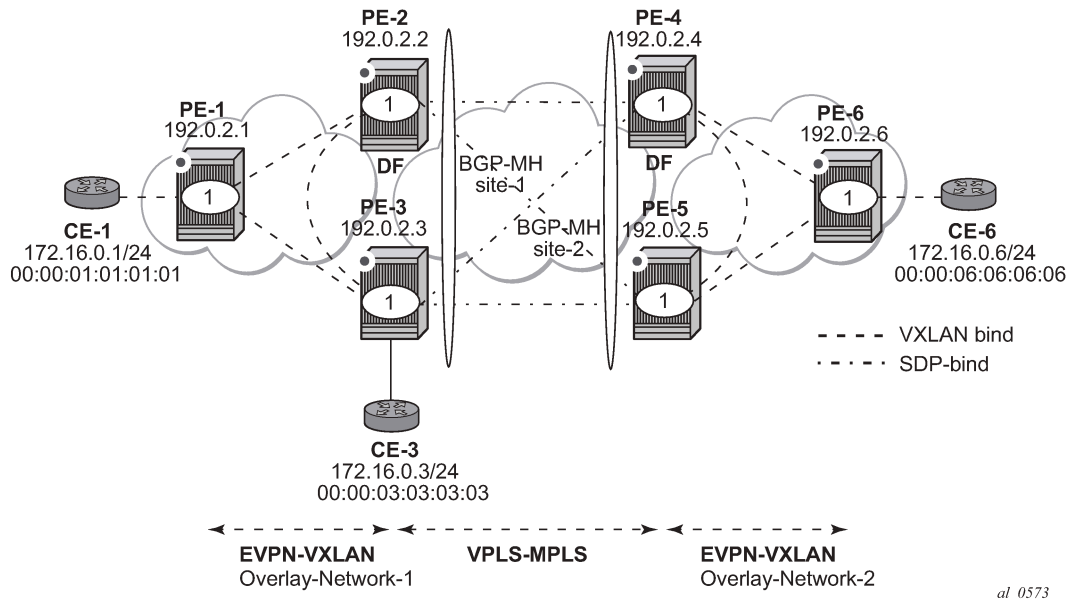 PE-2
192.0.2.2
PE-4
192.0.2.4
PE-1
192.0.2.1
PE-6
192.0.2.6
1
1
DF
DF
BGP-MH
site-1
1
1
CE-1
172.16.0.1/24
00:00:01:01:01:01
PE-3
192.0.2.3
BGP-MH
site-2
PE-5
192.0.2.5
CE-6
172.16.0.6/24
00:00:06:06:06:06
1
1
VXLAN bind
SDP-bind
CE-3
172.16.0.3/24
00:00:03:03:03:03
EVPN-VXLAN
Overlay-Network-1
VPLS-MPLS
EVPN-VXLAN
Overlay-Network-2
al_0573